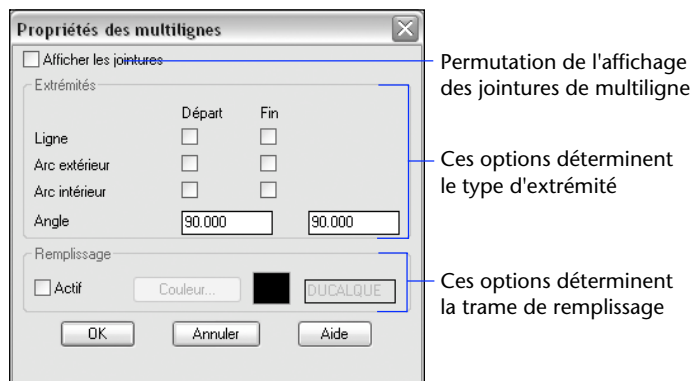 Propriétés des multilignes
Afficher les jointures
Permutation de l'affichage
des jointures de multiligne
Extrémités
Départ Fin
Ligne
Arc extérieur
Arc intérieur
Angle 90.000 90.000
Ces options déterminent
le type d'extrémité
Remplissage
Actif Couleur... DUCALQUE
Ces options déterminent
la trame de remplissage
OK Annuler Aide